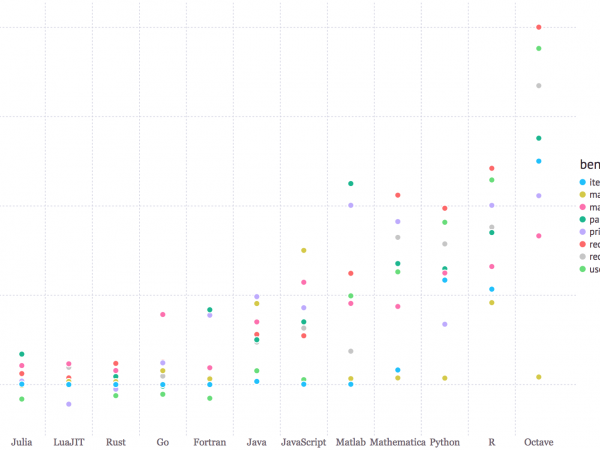 ben
ite
ma
ma
pa
pri
rec
rec
use
Julia LuaJIT Rust Go Fortran Java JavaScript Matlab Mathematica Python R Octave